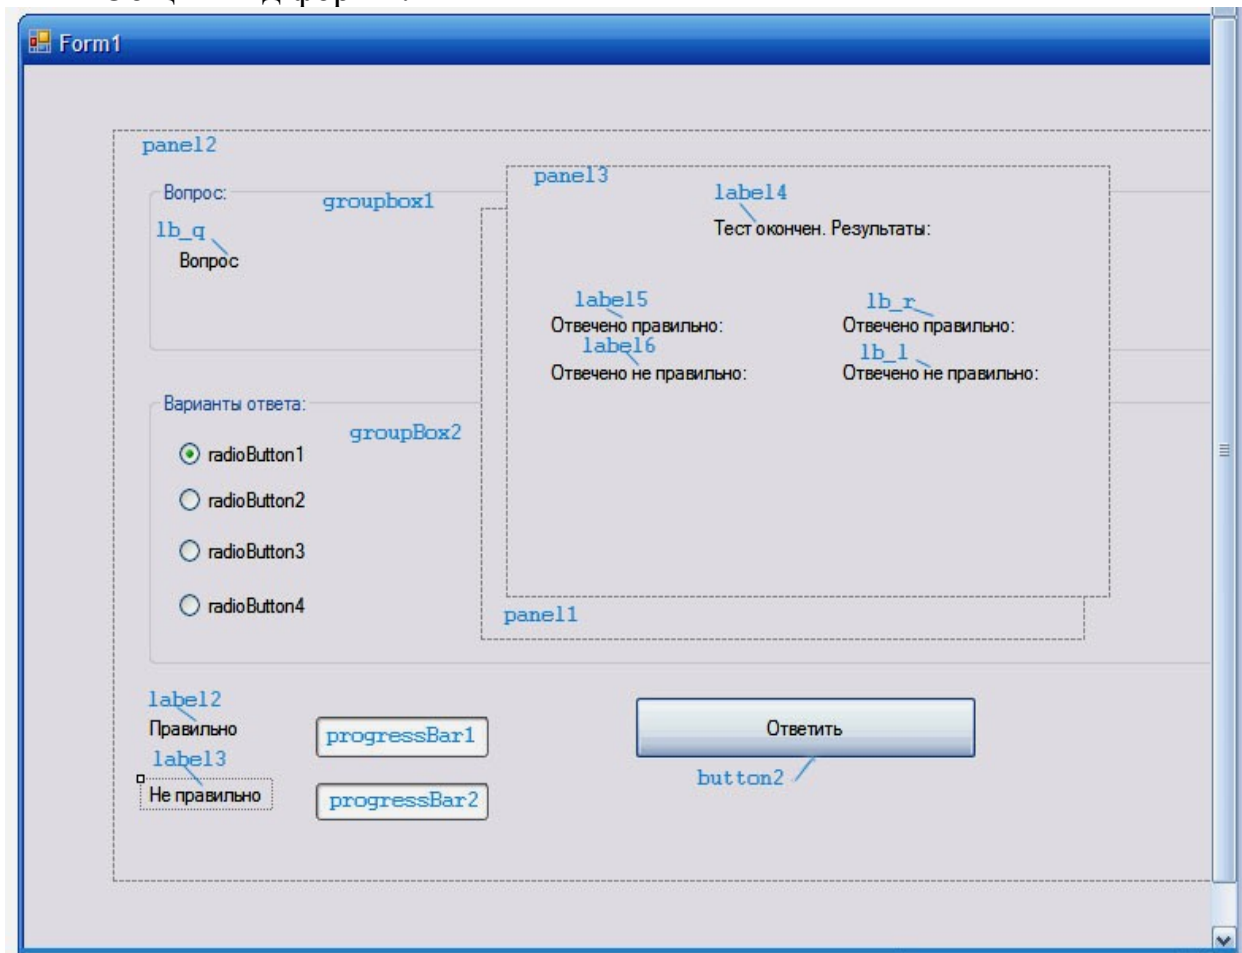 Form1
panel2
panel3
Вопрос:
groupbox1
label4
lb_q
Тест окончен. Результаты:
Вопрос
label5
lb_r
Отвечено правильно:
Отвечено правильно:
label6
lb_l
Отвечено не правильно:
Отвечено не правильно:
Варианты ответа:
groupBox2
radioButton1
radioButton2
radioButton3
radioButton4
panel1
label2
Правильно
progressBar1
Ответить
label3
button2
Не правильно
progressBar2